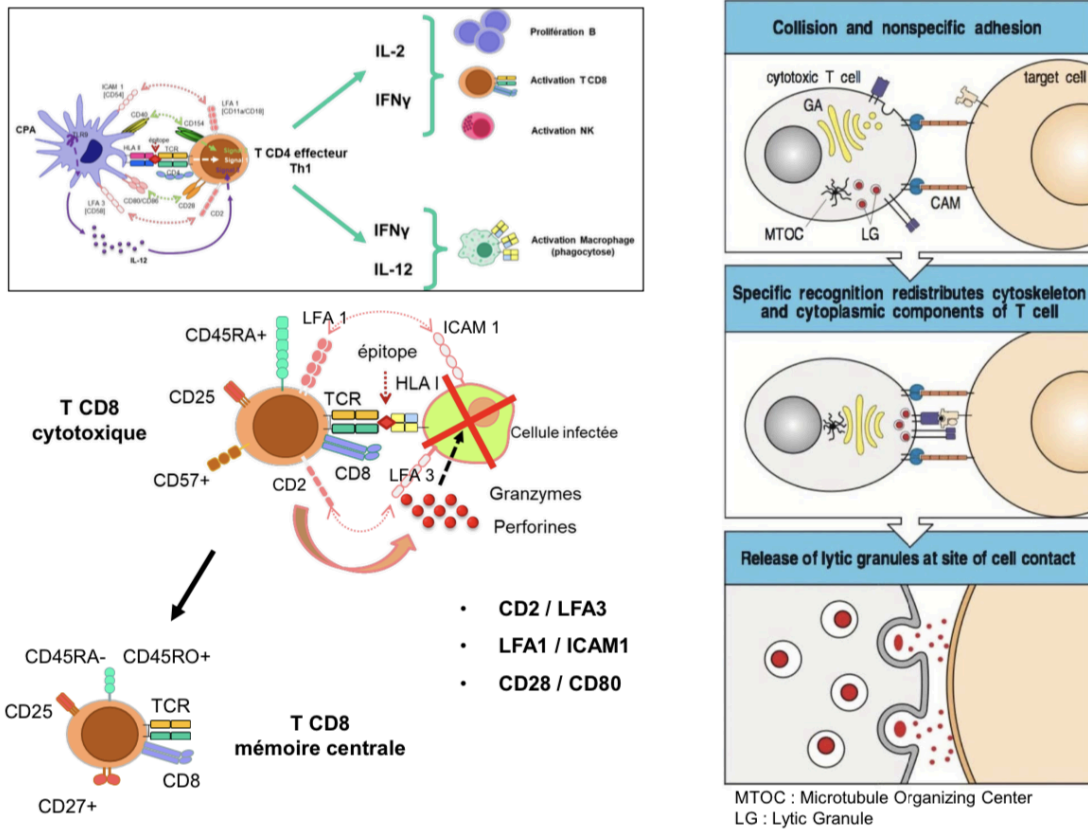 ICAM 1
[CD54]
LFA 1
[CD11a/CD18]
CD40
CD154
CPA
TLR9
HLA II
épitope
TCR
Signal
Signal
Signal
CD4
CD80/CD86
CD28
LFA 3
[CD58]
CD2
IL-12
T CD4 effecteur
Th1
IL-2
IFNγ
Prolifération B
Activation T CD8
Activation NK
IFNγ
IL-12
Activation Macrophage
(phagocytose)
CD45RA+
LFA 1
ICAM 1
épitope
CD25
TCR
HLA I
T CD8
cytotoxique
Cellule infectée
CD57+
CD2
CD8
LFA 3
Granzymes
Perforines
• CD2 / LFA3
• LFA1 / ICAM1
• CD28 / CD80
CD45RA-
CD45RO+
CD25
TCR
T CD8
mémoire centrale
CD8
CD27+
Collision and nonspecific adhesion
cytotoxic T cell
target cell
GA
CAM
MTOC
LG
Specific recognition redistributes cytoskeleton
and cytoplasmic components of T cell
Release of lytic granules at site of cell contact
MTOC : Microtubule Organizing Center
LG : Lytic Granule